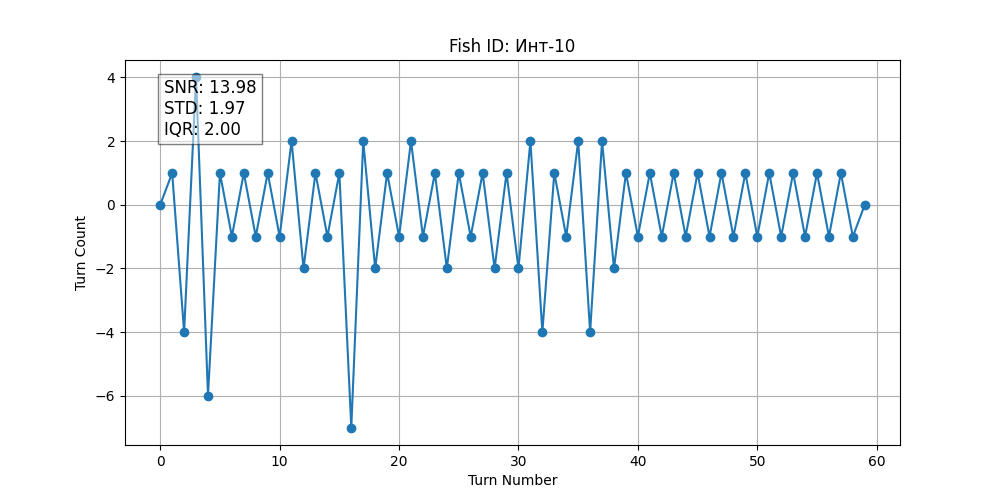 Fish ID: Инт-10
SNR: 13.98
STD: 1.97
IQR: 2.00
Turn Count
4
2
0
−2
−4
−6
0 10 20 30 40 50 60
Turn Number